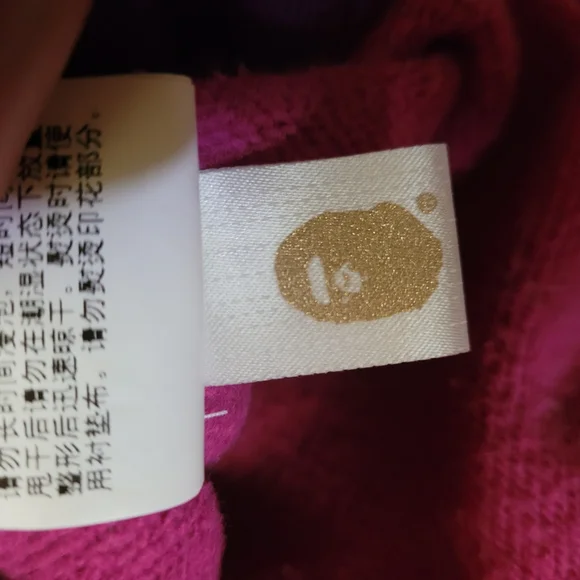 请勿长时间浸泡，短时间
甩干后请勿在潮湿状态下放置
整形后迅速晾干。熨烫时请使
用衬垫布。请勿熨烫印花部分。